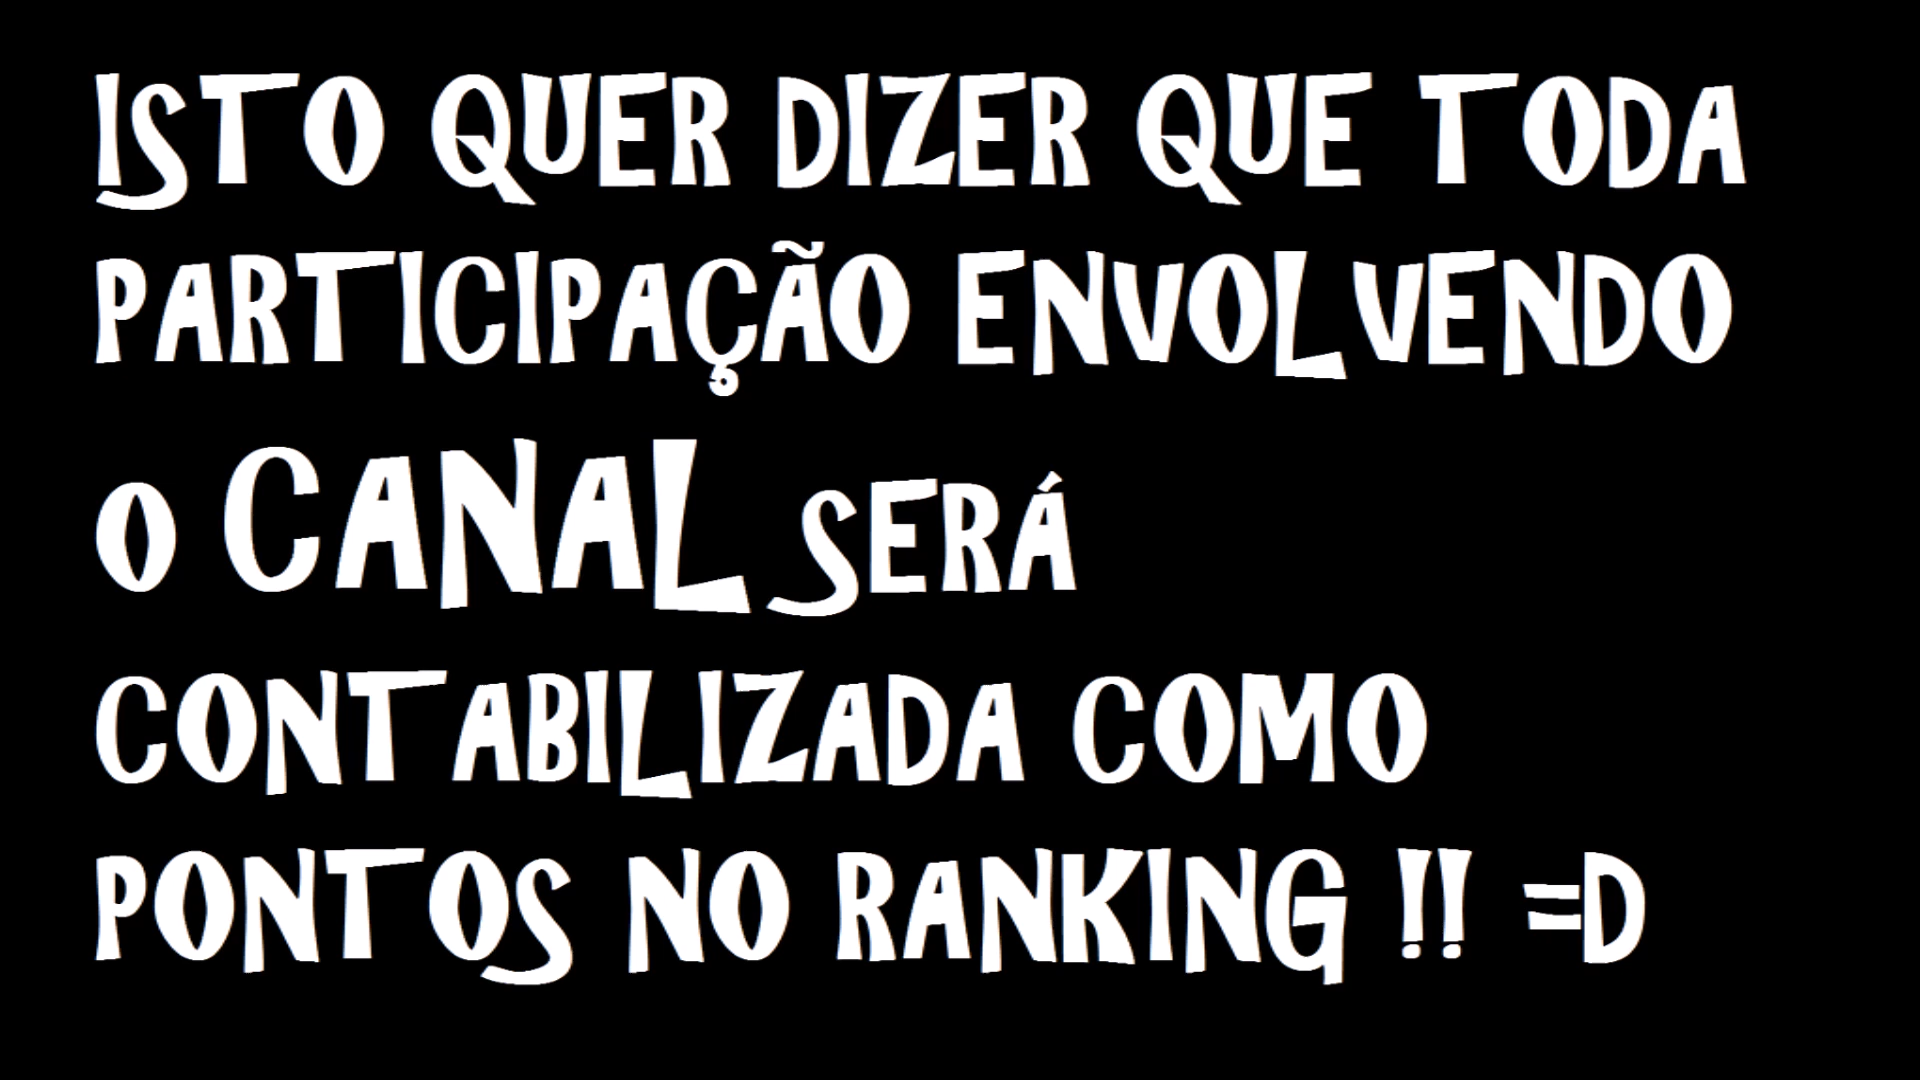 ISTO QUER DIZER QUE TODA
PARTICIPAÇÃO ENVOLVENDO
O CANAL SERÁ
CONTABILIZADA COMO
PONTOS NO RANKING !! =D